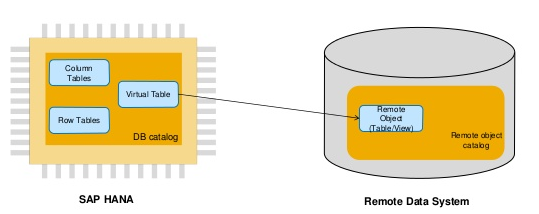 Column
Tables
Virtual Table
Row Tables
DB catalog
SAP HANA
Remote
Object
(Table/View)
Remote object
catalog
Remote Data System